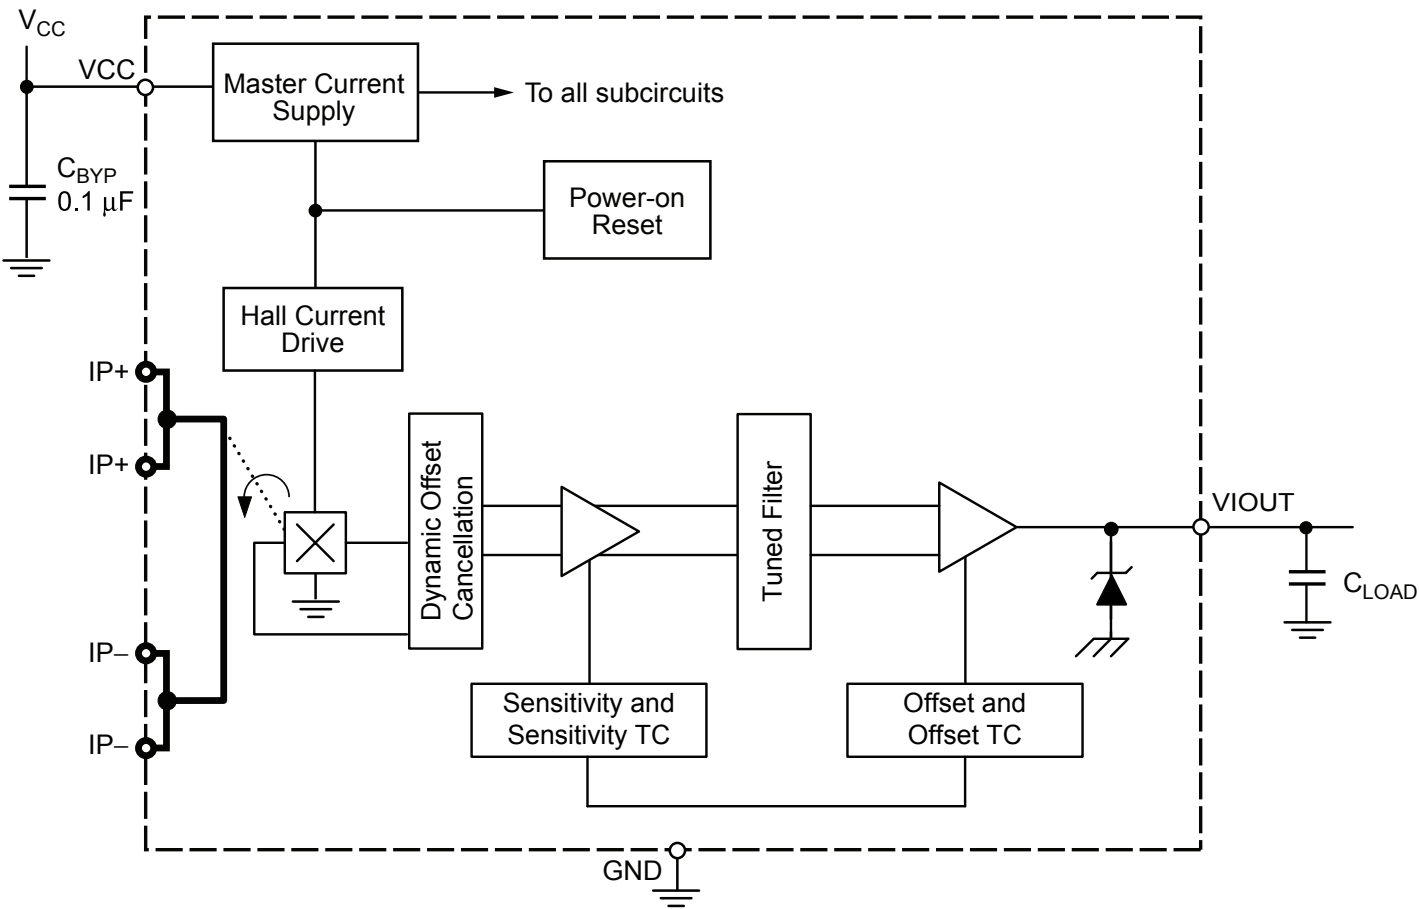 VCC
VCC
Master Current
Supply
To all subcircuits
CBYP
0.1 μF
Power-on
Reset
Hall Current
Drive
IP+
IP+
Dynamic Offset
Cancellation
Tuned Filter
VIOUT
CLOAD
IP–
IP–
Sensitivity and
Sensitivity TC
Offset and
Offset TC
GND